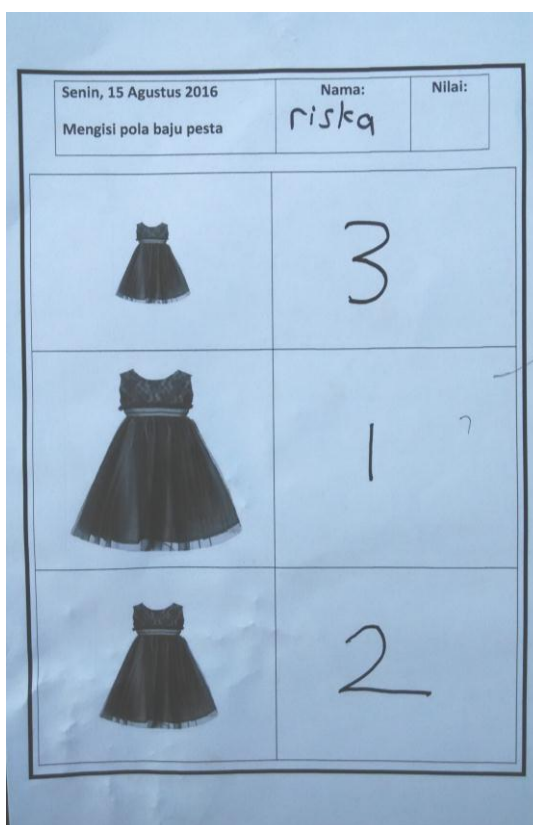 Senin, 15 Agustus 2016
Mengisi pola baju pesta
Nama:
riska
Nilai:
3
1
2